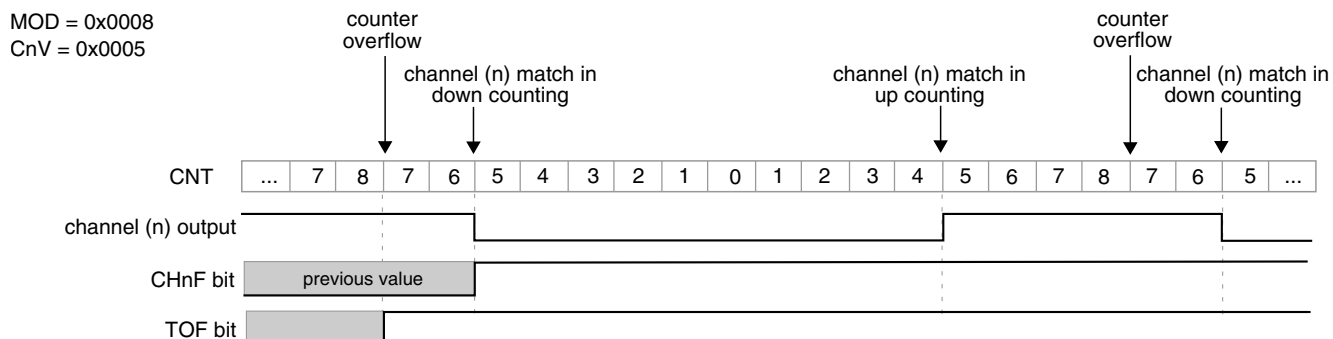 MOD = 0x0008
CnV = 0x0005
counter
overflow
channel (n) match in
down counting
channel (n) match in
up counting
counter
overflow
channel (n) match in
down counting
CNT ... 7 8 7 6 5 4 3 2 1 0 1 2 3 4 5 6 7 8 7 6 5 ...
channel (n) output
CHnF bit previous value
TOF bit